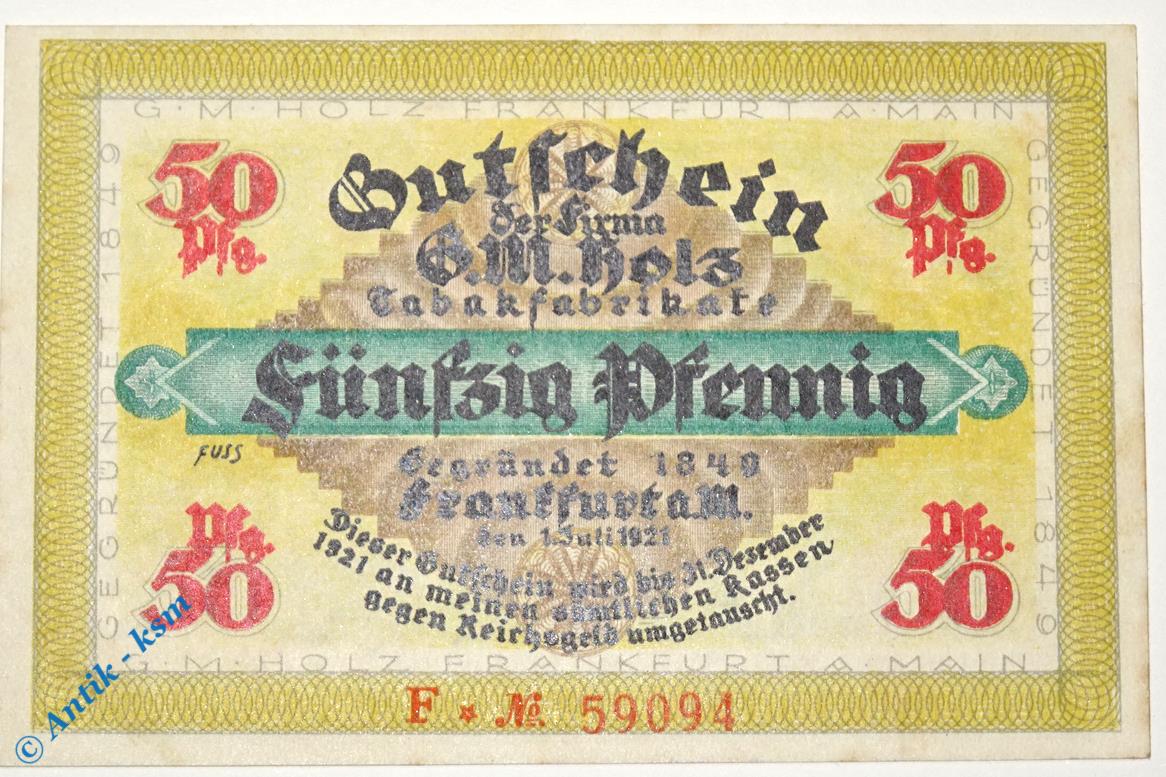 G·M·HOLZ FRANKFURT A·MAIN
50 Pfg.
50 Pfg.
Gutschein
der Firma
G.M.Holz
Tabakfabrikate
GEGRÜNDET 1849
GEGRÜNDET 1849
Fünfzig Pfennig
FUSS
Gegründet 1849
Frankfurt a.M.
den 1.Juli 1921
Dieser Gutschein wird bis 31.Dezember
1921 an meinen sämtlichen Kassen
gegen Reichsgeld umgetauscht.
Pfg. 50
Pfg. 50
G·M·HOLZ FRANKFURT A·MAIN
F * № 59094
© Antik - ksm